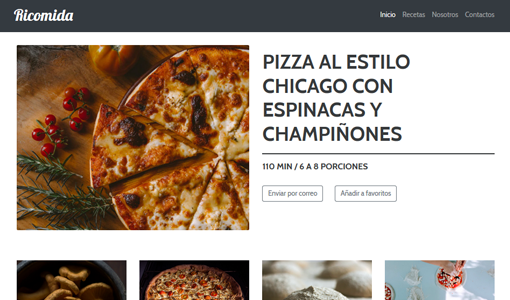 Ricomida
Inicio Recetas Nosotros Contactos
PIZZA AL ESTILO
CHICAGO CON
ESPINACAS Y
CHAMPIÑONES
110 MIN / 6 A 8 PORCIONES
Enviar por correo Añadir a favoritos